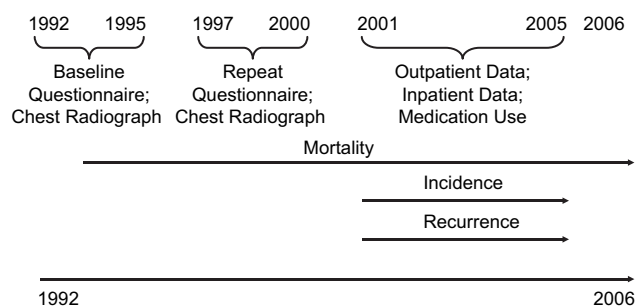 1992 1995 1997 2000 2001 2005 2006
Baseline Questionnaire; Chest Radiograph
Repeat Questionnaire; Chest Radiograph
Outpatient Data; Inpatient Data; Medication Use
Mortality
Incidence
Recurrence
1992 2006